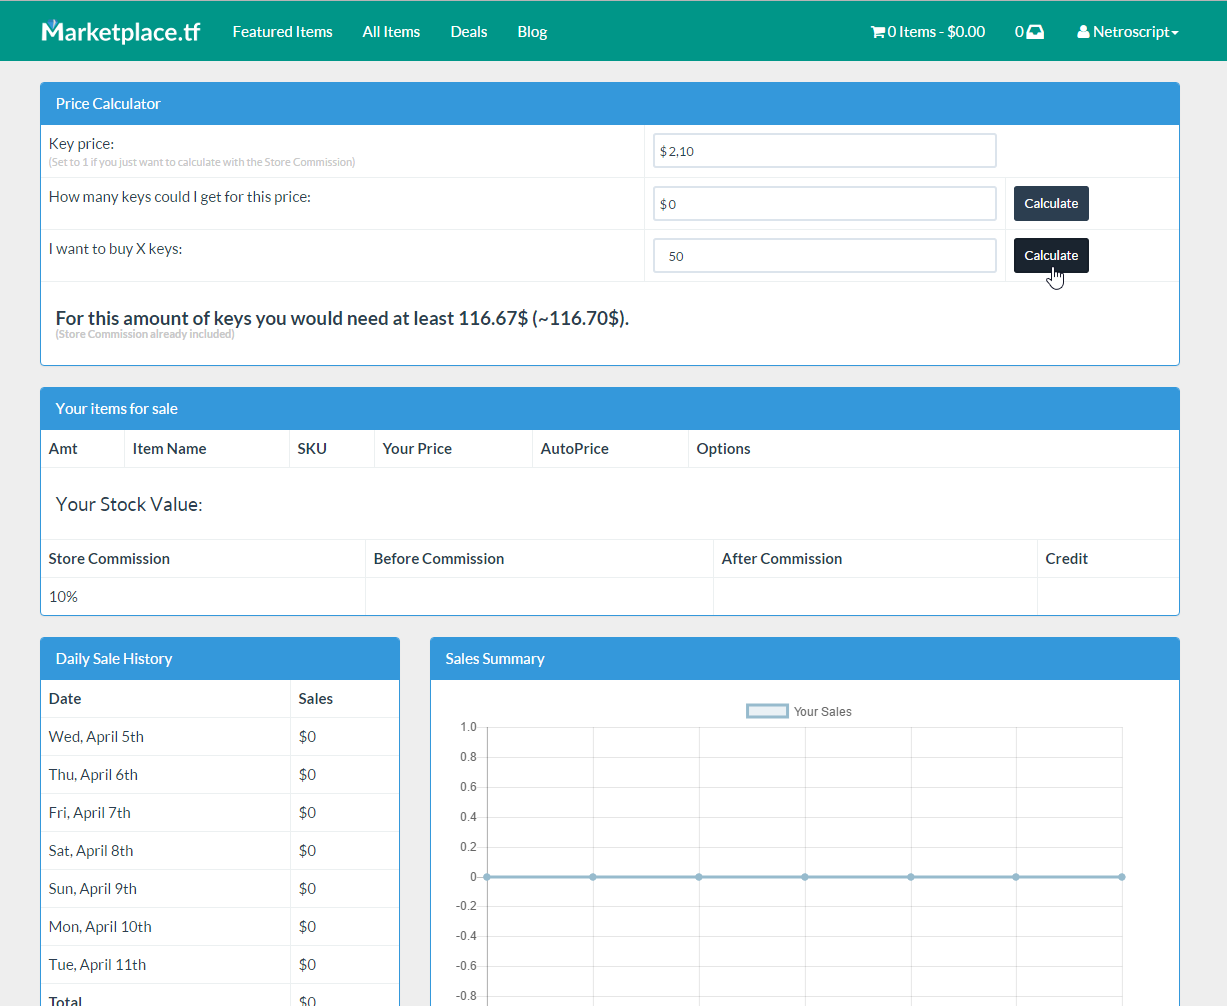 Marketplace.tf Featured Items All Items Deals Blog 0 Items - $0.00 0 Netroscript
Price Calculator
Key price:
(Set to 1 if you just want to calculate with the Store Commission)
$ 2,10
How many keys could I get for this price:
$ 0
Calculate
I want to buy X keys:
50
Calculate
For this amount of keys you would need at least 116.67$ (~116.70$).
(Store Commission already included)
Your items for sale
Amt Item Name SKU Your Price AutoPrice Options
Your Stock Value:
Store Commission Before Commission After Commission Credit
10%
Daily Sale History
Date Sales
Wed, April 5th $0
Thu, April 6th $0
Fri, April 7th $0
Sat, April 8th $0
Sun, April 9th $0
Mon, April 10th $0
Tue, April 11th $0
Total $0
Sales Summary
Your Sales
1.0
0.8
0.6
0.4
0.2
0
-0.2
-0.4
-0.6
-0.8